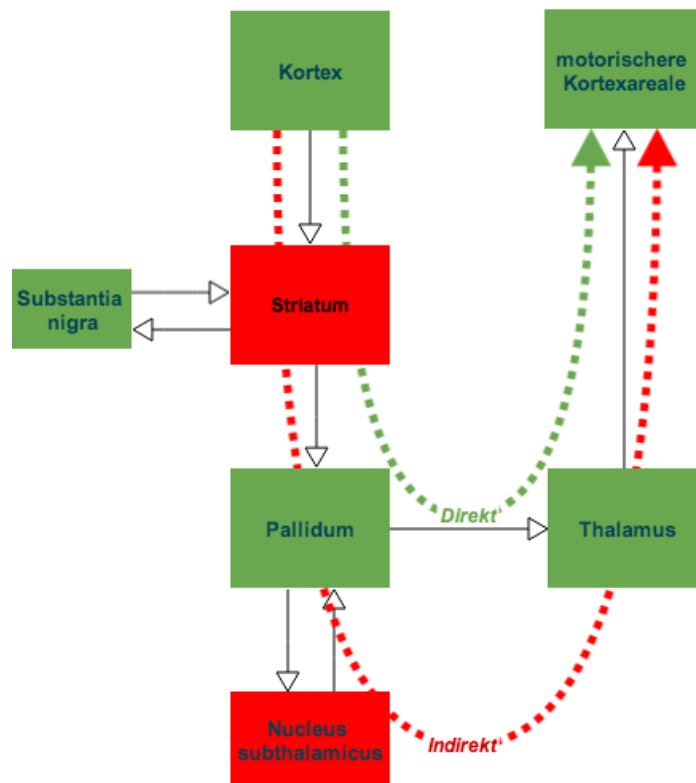 Kortex
motorischere
Kortexareale
Substantia
nigra
Striatum
Direkt
Pallidum
Thalamus
Nucleus
subthalamicus
Indirekt